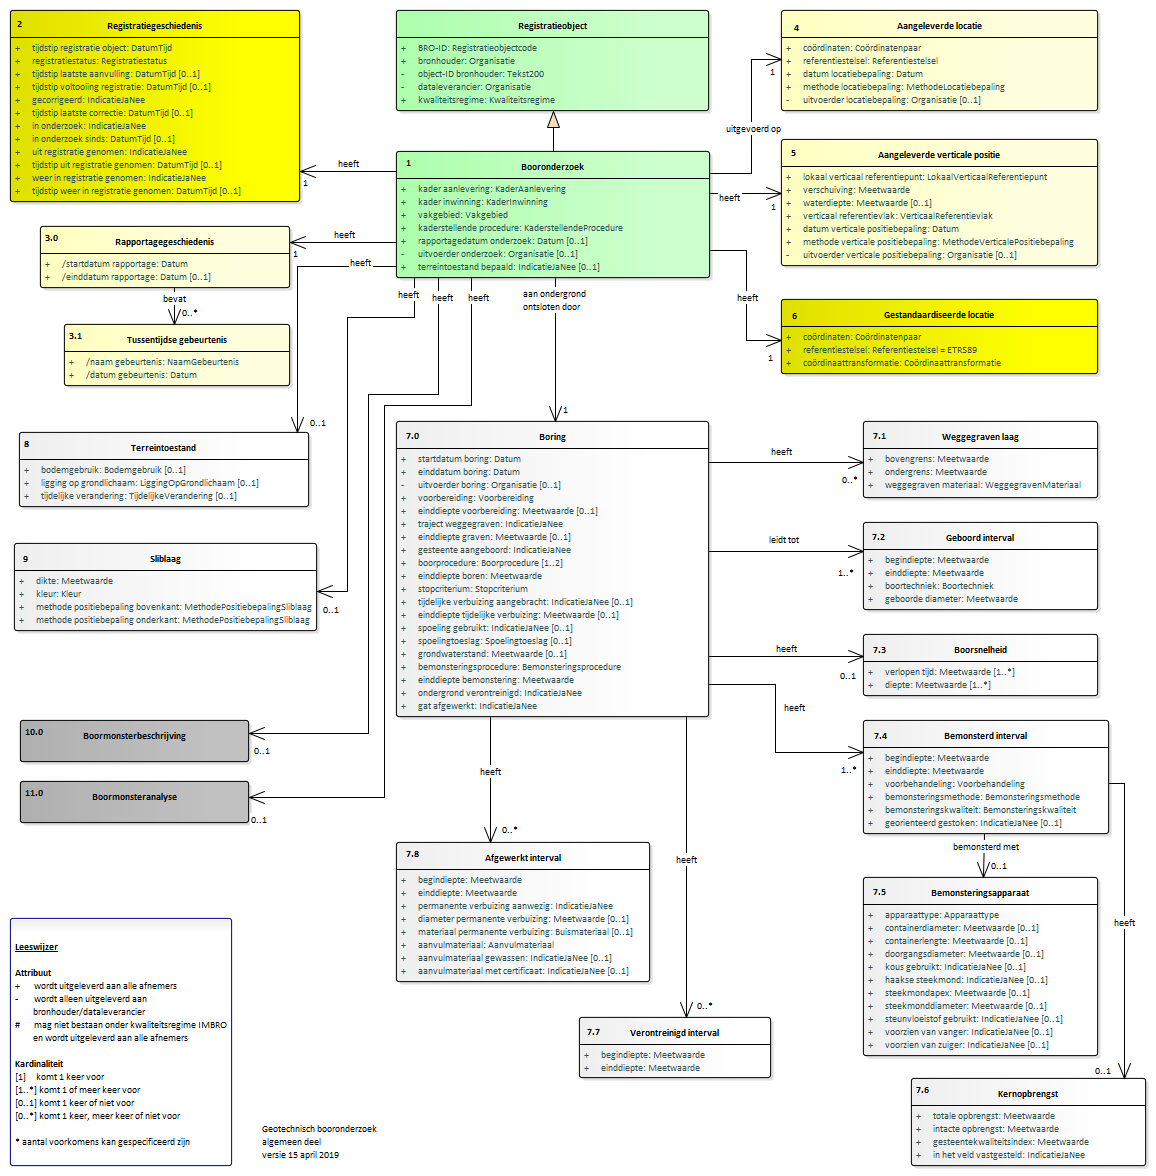 2
Registratiegeschiedenis
+ tijdstip registratie object: DatumTijd
+ registratiestatus: Registratiestatus
+ tijdstip laatste aanvulling: DatumTijd [0..1]
+ tijdstip voltooiing registratie: DatumTijd [0..1]
+ gecorrigeerd: IndicatieJaNee
+ tijdstip laatste correctie: DatumTijd [0..1]
+ in onderzoek: IndicatieJaNee
+ in onderzoek sinds: DatumTijd [0..1]
+ uit registratie genomen: IndicatieJaNee
+ tijdstip uit registratie genomen: DatumTijd [0..1]
+ weer in registratie genomen: IndicatieJaNee
+ tijdstip weer in registratie genomen: DatumTijd [0..1]
Registratieobject
+ BRO-ID: Registratieobjectcode
+ bronhouder: Organisatie
- object-ID bronhouder: Tekst200
- dataleverancier: Organisatie
+ kwaliteitsregime: Kwaliteitsregime
4
Aangeleverde locatie
+ coördinaten: Coördinatenpaar
+ referentiestelsel: Referentiestelsel
+ datum locatiebepaling: Datum
+ methode locatiebepaling: MethodeLocatiebepaling
- uitvoerder locatiebepaling: Organisatie [0..1]
1
uitgevoerd op
5
Aangeleverde verticale positie
+ lokaal verticaal referentiepunt: LokaalVerticaalReferentiepunt
+ verschuiving: Meetwaarde
+ waterdiepte: Meetwaarde [0..1]
+ verticaal referentievlak: VerticaalReferentievlak
+ datum verticale positiebepaling: Datum
+ methode verticale positiebepaling: MethodeVerticalePositiebepaling
- uitvoerder verticale positiebepaling: Organisatie [0..1]
heeft
1
1
Booronderzoek
+ kader aanlevering: KaderAanlevering
+ kader inwinning: KaderInwinning
+ vakgebied: Vakgebied
+ kaderstellende procedure: KaderstellendeProcedure
+ rapportagedatum onderzoek: Datum [0..1]
- uitvoerder onderzoek: Organisatie [0..1]
+ terreintoestand bepaald: IndicatieJaNee [0..1]
heeft
1
3.0
Rapportagegeschiedenis
+ /startdatum rapportage: Datum
+ /einddatum rapportage: Datum [0..1]
heeft
1
heeft
bevat
0..*
3.1
Tussentijdse gebeurtenis
+ /naam gebeurtenis: NaamGebeurtenis
+ /datum gebeurtenis: Datum
heeft
heeft
heeft
aan ondergrond
ontsloten door
1
heeft
1
6
Gestandaardiseerde locatie
+ coördinaten: Coördinatenpaar
+ referentiestelsel: Referentiestelsel = ETRS89
+ coördinaattransformatie: Coördinaattransformatie
0..1
8
Terreintoestand
+ bodemgebruik: Bodemgebruik [0..1]
+ ligging op grondlichaam: LiggingOpGrondlichaam [0..1]
+ tijdelijke verandering: TijdelijkeVerandering [0..1]
9
Sliblaag
+ dikte: Meetwaarde
+ kleur: Kleur
+ methode positiebepaling bovenkant: MethodePositiebepalingSliblaag
+ methode positiebepaling onderkant: MethodePositiebepalingSliblaag
0..1
10.0
Boormonsterbeschrijving
0..1
11.0
Boormonsteranalyse
0..1
7.0
Boring
+ startdatum boring: Datum
+ einddatum boring: Datum
- uitvoerder boring: Organisatie [0..1]
+ voorbereiding: Voorbereiding
+ einddiepte voorbereiding: Meetwaarde [0..1]
+ traject weggegraven: IndicatieJaNee
+ einddiepte graven: Meetwaarde [0..1]
+ gesteente aangeboord: IndicatieJaNee
+ boorprocedure: Boorprocedure [1..2]
+ einddiepte boren: Meetwaarde
+ stopcriterium: Stopcriterium
+ tijdelijke verbuizing aangebracht: IndicatieJaNee [0..1]
+ einddiepte tijdelijke verbuizing: Meetwaarde [0..1]
+ spoeling gebruikt: IndicatieJaNee [0..1]
+ spoelingtoeslag: Spoelingtoeslag [0..1]
+ grondwaterstand: Meetwaarde [0..1]
+ bemonsteringsprocedure: Bemonsteringsprocedure
+ einddiepte bemonstering: Meetwaarde
+ ondergrond verontreinigd: IndicatieJaNee
+ gat afgewerkt: IndicatieJaNee
heeft
0..*
7.1
Weggegraven laag
+ bovengrens: Meetwaarde
+ ondergrens: Meetwaarde
+ weggegraven materiaal: WeggegravenMateriaal
leidt tot
1..*
7.2
Geboord interval
+ begindiepte: Meetwaarde
+ einddiepte: Meetwaarde
+ boortechniek: Boortechniek
+ geboorde diameter: Meetwaarde
heeft
0..1
7.3
Boorsnelheid
+ verlopen tijd: Meetwaarde [1..*]
+ diepte: Meetwaarde [1..*]
heeft
1..*
7.4
Bemonsterd interval
+ begindiepte: Meetwaarde
+ einddiepte: Meetwaarde
+ voorbehandeling: Voorbehandeling
+ bemonsteringsmethode: Bemonsteringsmethode
+ bemonsteringskwaliteit: Bemonsteringskwaliteit
+ georienteerd gestoken: IndicatieJaNee [0..1]
bemonsterd met
0..1
7.5
Bemonsteringsapparaat
+ apparaattype: Apparaattype
+ containerdiameter: Meetwaarde [0..1]
+ containerlengte: Meetwaarde [0..1]
+ doorgangsdiameter: Meetwaarde [0..1]
+ kous gebruikt: IndicatieJaNee [0..1]
+ haakse steekmond: IndicatieJaNee [0..1]
+ steekmondapex: Meetwaarde [0..1]
+ steekmonddiameter: Meetwaarde [0..1]
+ steunvloeistof gebruikt: IndicatieJaNee [0..1]
+ voorzien van vanger: IndicatieJaNee [0..1]
+ voorzien van zuiger: IndicatieJaNee [0..1]
heeft
0..1
7.6
Kernopbrengst
+ totale opbrengst: Meetwaarde
+ intacte opbrengst: Meetwaarde
+ gesteentekwaliteitsindex: Meetwaarde
+ in het veld vastgesteld: IndicatieJaNee
heeft
0..*
7.8
Afgewerkt interval
+ begindiepte: Meetwaarde
+ einddiepte: Meetwaarde
+ permanente verbuizing aanwezig: IndicatieJaNee
+ diameter permanente verbuizing: Meetwaarde [0..1]
+ materiaal permanente verbuizing: Buismateriaal [0..1]
+ aanvulmateriaal: Aanvulmateriaal
+ aanvulmateriaal gewassen: IndicatieJaNee [0..1]
+ aanvulmateriaal met certificaat: IndicatieJaNee [0..1]
heeft
0..*
7.7
Verontreinigd interval
+ begindiepte: Meetwaarde
+ einddiepte: Meetwaarde
Leeswijzer
Attribuut
+ wordt uitgeleverd aan alle afnemers
- wordt alleen uitgeleverd aan
bronhouder/dataleverancier
# mag niet bestaan onder kwaliteitsregime IMBRO
en wordt uitgeleverd aan alle afnemers
Kardinaliteit
[1] komt 1 keer voor
[1..*] komt 1 of meer keer voor
[0..1] komt 1 keer of niet voor
[0..*] komt 1 keer, meer keer of niet voor
* aantal voorkomens kan gespecificeerd zijn
Geotechnisch booronderzoek
algemeen deel
versie 15 april 2019